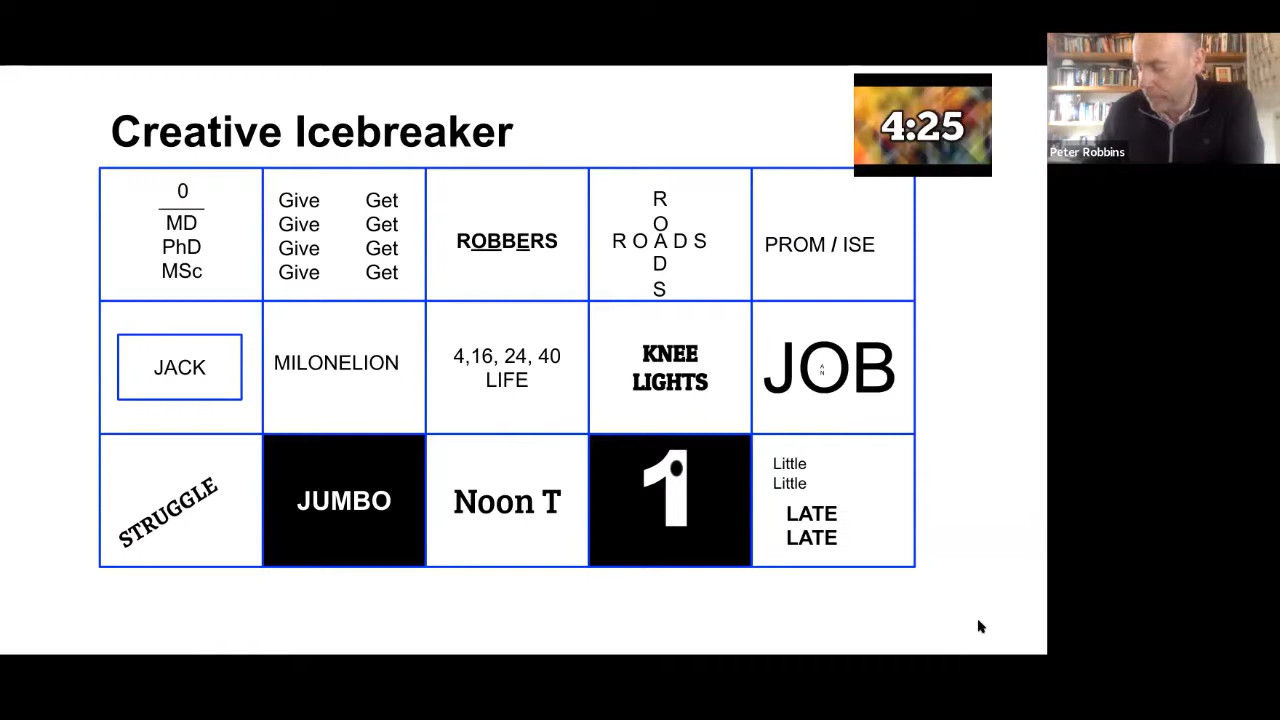 Creative Icebreaker
4:25
Peter Robbins
0
MD
PhD
MSc
Give Get
Give Get
Give Get
Give Get
ROBBERS
R
O
R O A D S
D
S
PROM / ISE
JACK
MILONELION
4,16, 24, 40
LIFE
KNEE
LIGHTS
JOB
A
N
STRUGGLE
JUMBO
Noon T
1
Little
Little
LATE
LATE